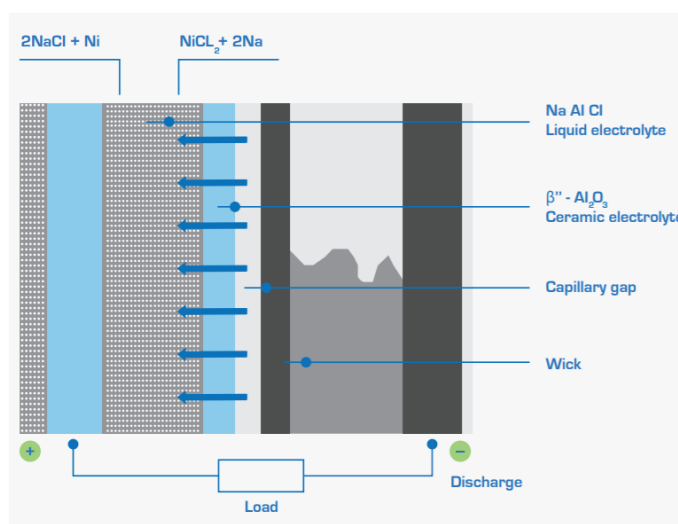 2NaCl + Ni
NiCL₂+ 2Na
Na Al Cl
Liquid electrolyte
β” - Al₂O₃
Ceramic electrolyte
Capillary gap
Wick
+
−
Discharge
Load